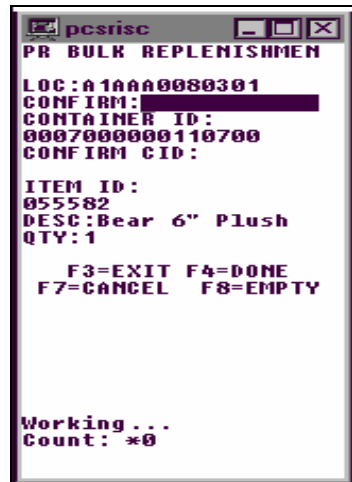 pcsrisc
PR BULK REPLENISHMEN
LOC:A1AAA0080301
CONFIRM:
CONTAINER ID:
0007000000110700
CONFIRM CID:
ITEM ID:
055582
DESC:Bear 6" Plush
QTY:1
F3=EXIT F4=DONE
F7=CANCEL F8=EMPTY
Working...
Count: *0